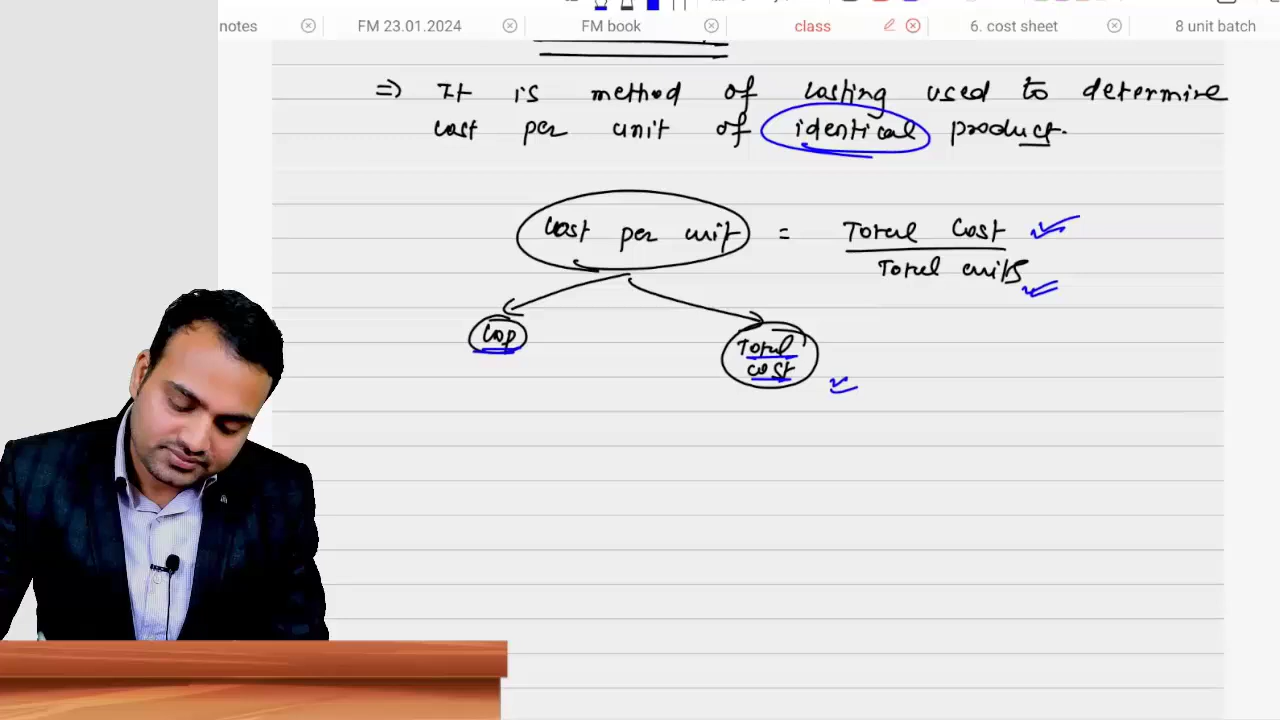 notes
FM 23.01.2024
FM book
class
6. cost sheet
8 unit batch
⇒ It is method of costing used to determine
cost per unit of identical product.
cost per unit = Total Cost
Total units
COP
Total
cost